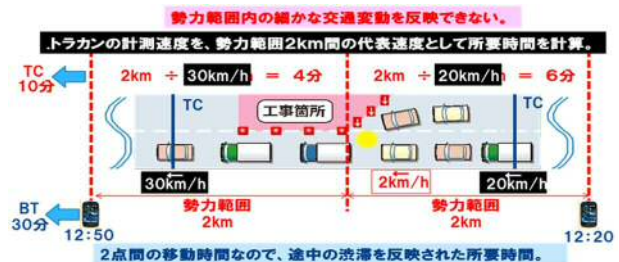 勢力範囲内の細かな交通変動を反映できない。
トラカンの計測速度を、勢力範囲2km間の代表速度として所要時間を計算。
TC
10分
2km ÷ 30km/h = 4分
2km ÷ 20km/h = 6分
TC
工事箇所
TC
30km/h
2km/h
20km/h
勢力範囲
2km
勢力範囲
2km
BT
30分
12:50
12:20
2点間の移動時間なので、途中の渋滞を反映された所要時間。